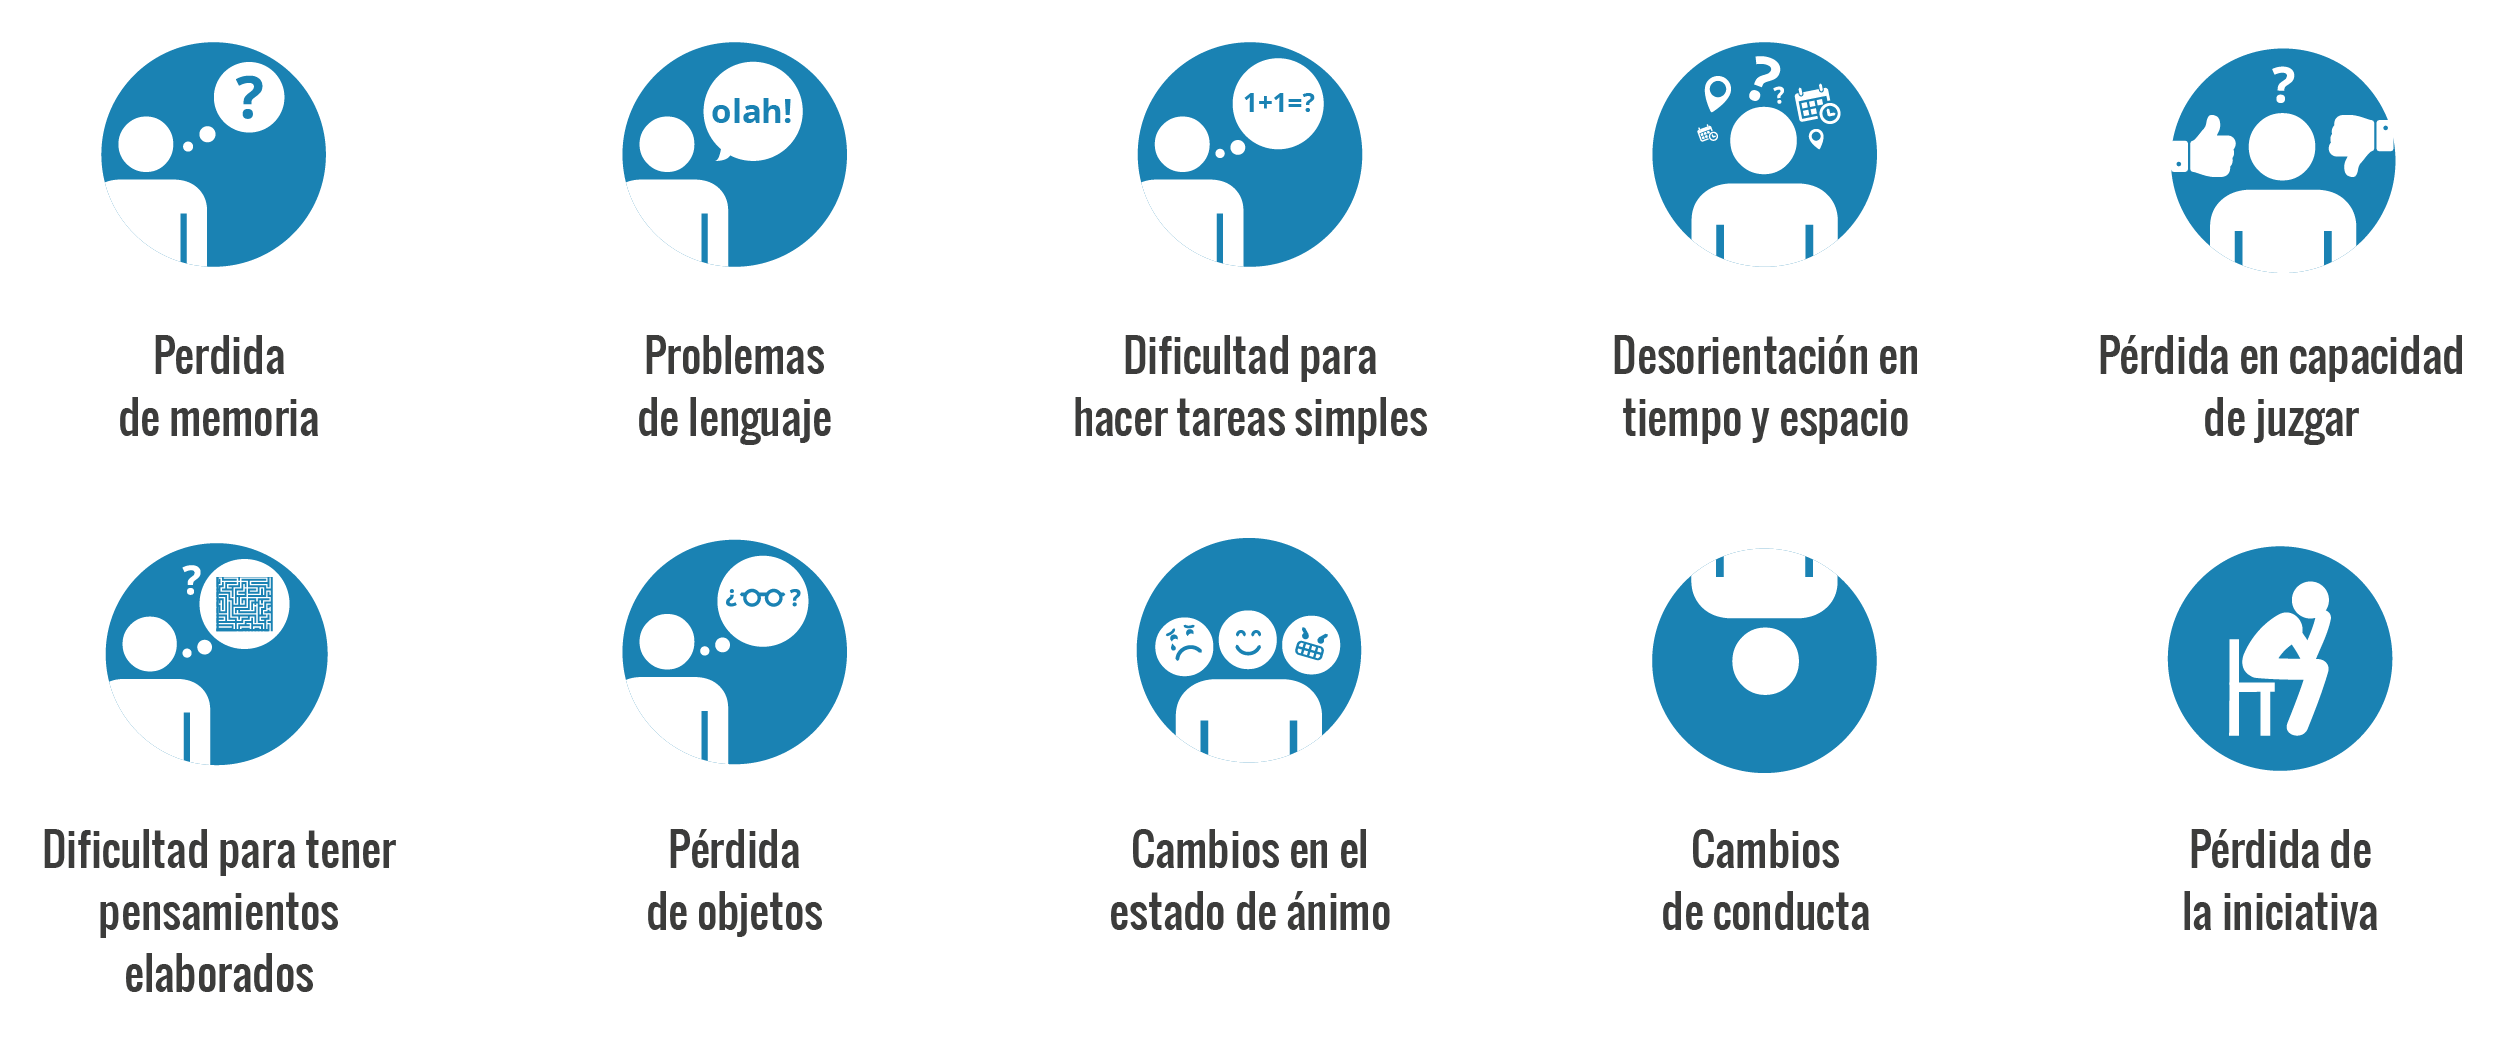 ?
olah!
1+1=?
?
?
?
Perdida
de memoria
Problemas
de lenguaje
Dificultad para
hacer tareas simples
Desorientación en
tiempo y espacio
Pérdida en capacidad
de juzgar
?
¿ ?
Dificultad para tener
pensamientos
elaborados
Pérdida
de objetos
Cambios en el
estado de ánimo
Cambios
de conducta
Pérdida de
la iniciativa